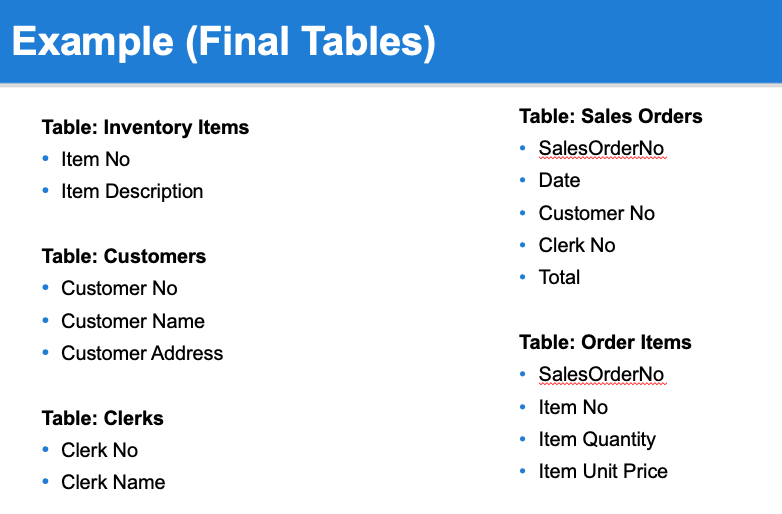 Example (Final Tables)
Table: Inventory Items
• Item No
• Item Description
Table: Customers
• Customer No
• Customer Name
• Customer Address
Table: Clerks
• Clerk No
• Clerk Name
Table: Sales Orders
• SalesOrderNo
• Date
• Customer No
• Clerk No
• Total
Table: Order Items
• SalesOrderNo
• Item No
• Item Quantity
• Item Unit Price